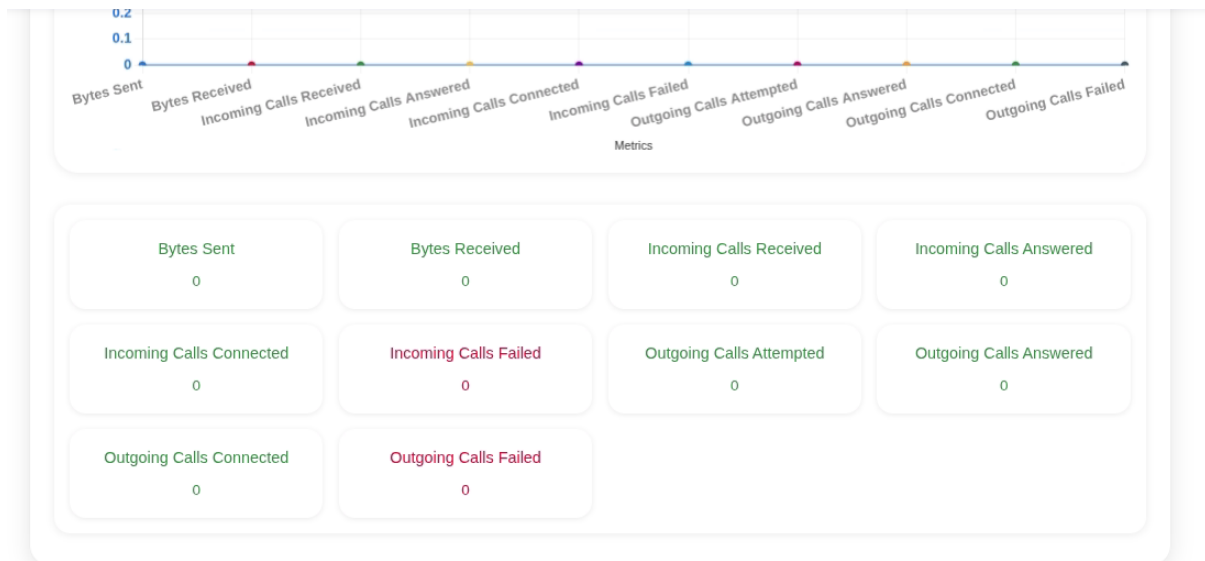 0.2
0.1
0
Bytes Sent
Bytes Received
Incoming Calls Received
Incoming Calls Answered
Incoming Calls Connected
Incoming Calls Failed
Outgoing Calls Attempted
Outgoing Calls Answered
Outgoing Calls Connected
Outgoing Calls Failed
Metrics
Bytes Sent
0
Bytes Received
0
Incoming Calls Received
0
Incoming Calls Answered
0
Incoming Calls Connected
0
Incoming Calls Failed
0
Outgoing Calls Attempted
0
Outgoing Calls Answered
0
Outgoing Calls Connected
0
Outgoing Calls Failed
0